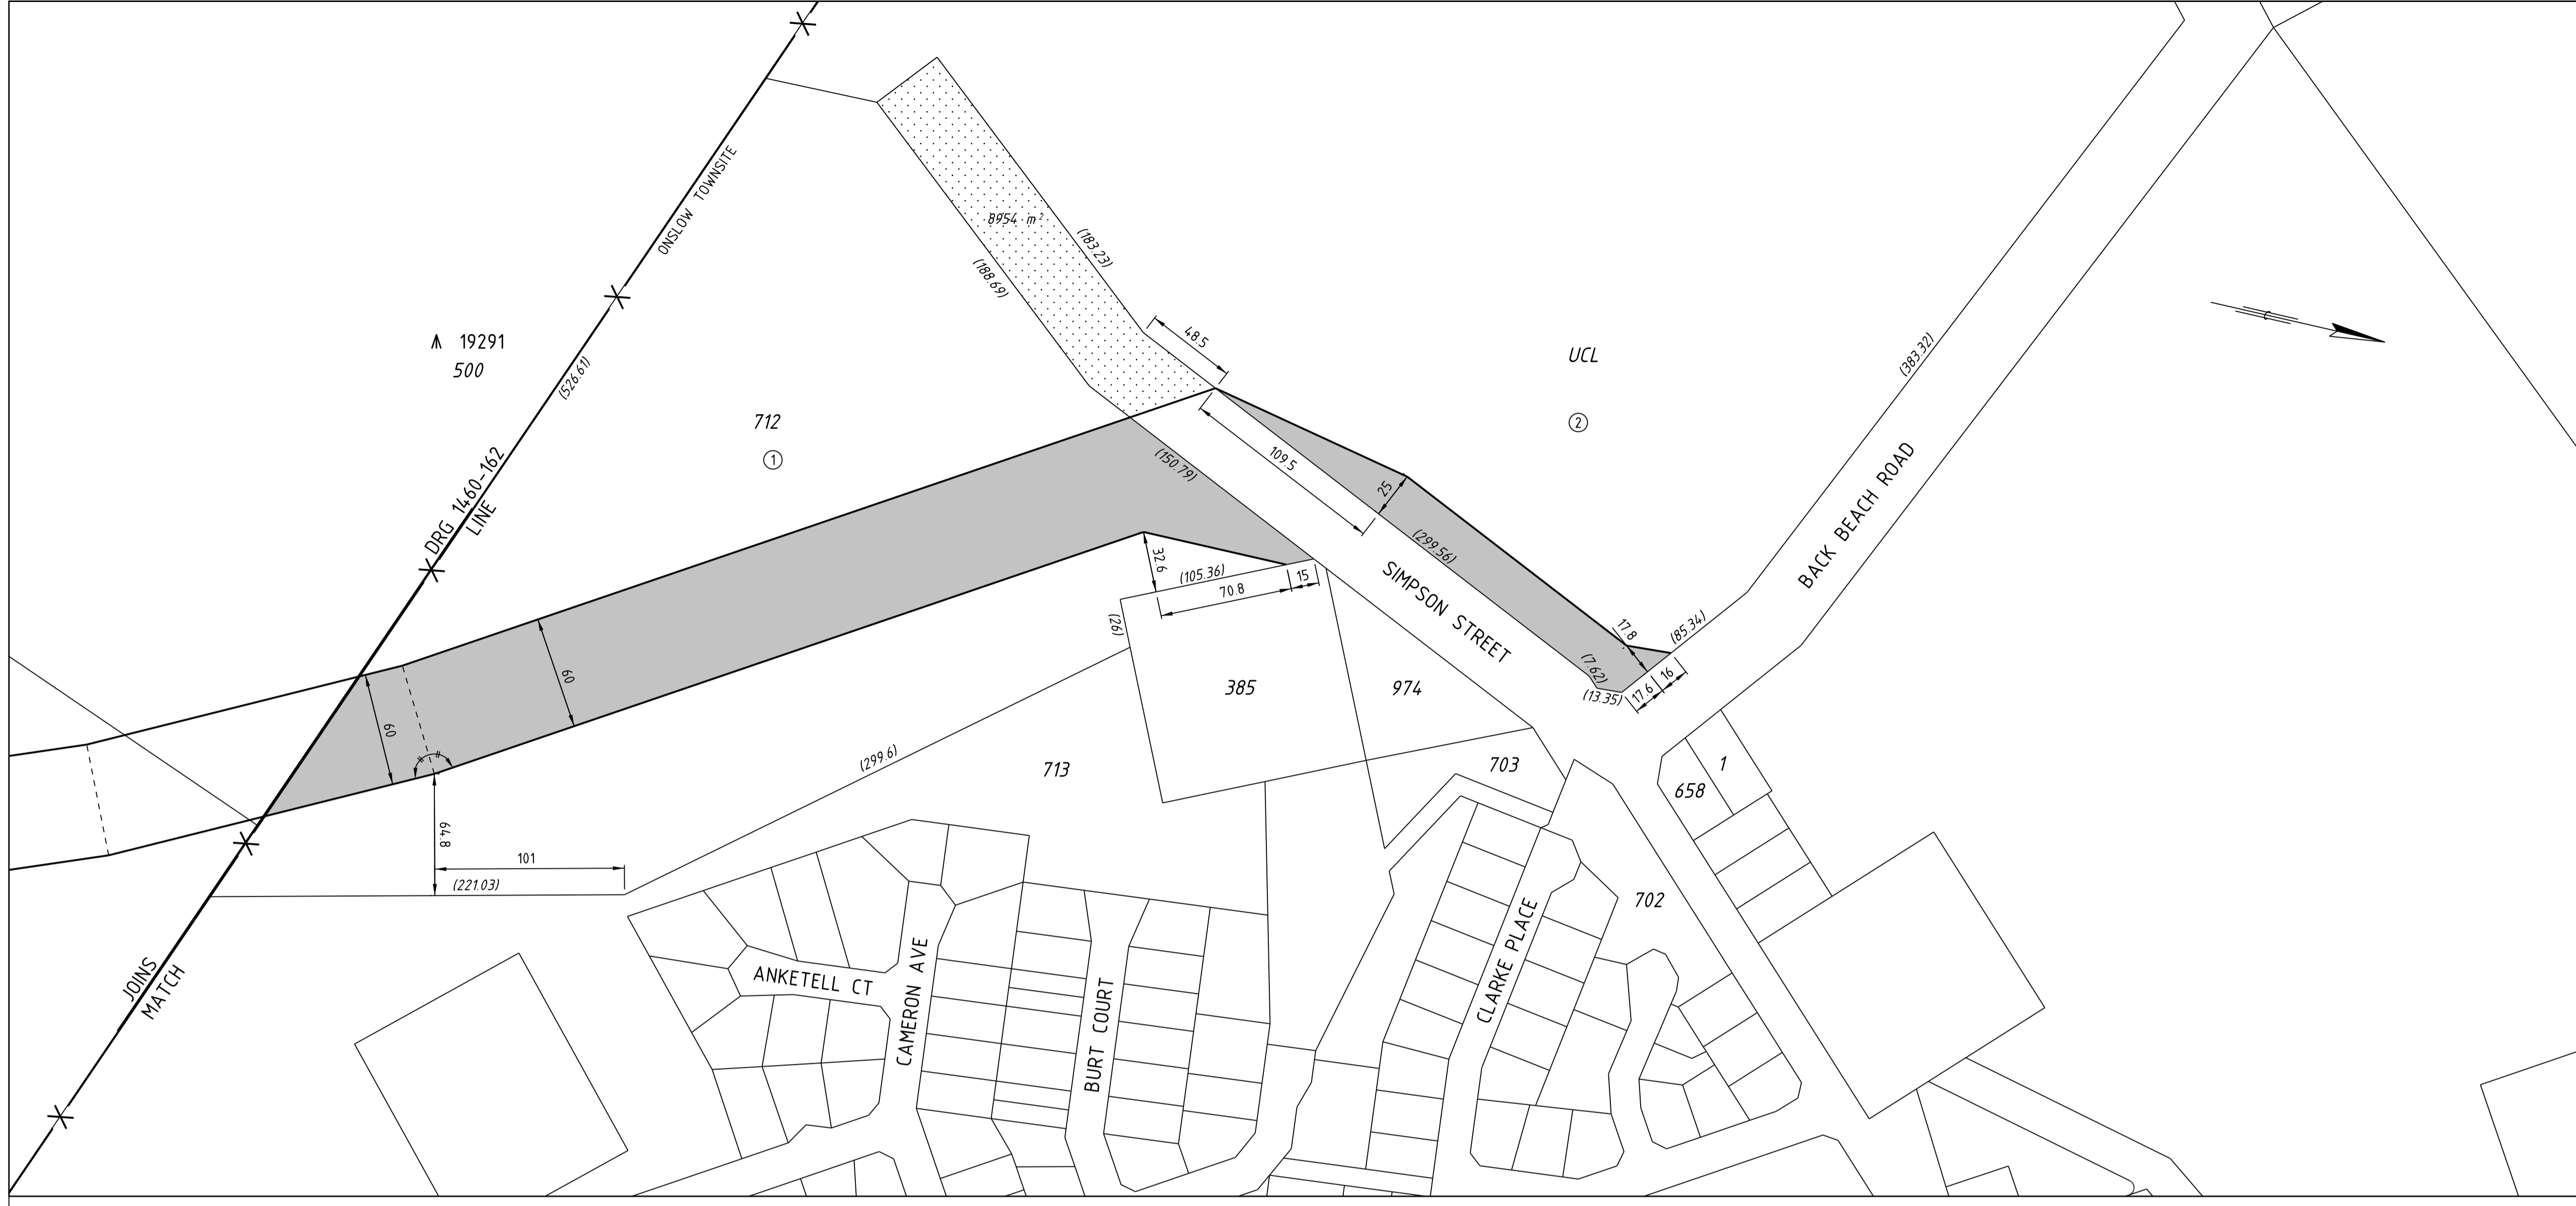 ONSLOW TOWNSITE
8954 m²
(183.23)
(188.69)
48.5
19291
500
(526.61)
712
1
UCL
2
(383.32)
109.5
(150.79)
25
(299.56)
BACK BEACH ROAD
DRG 1460-162
LINE
SIMPSON STREET
32.6
(105.36)
70.8
15
(26)
17.8
(85.34)
(7.62)
(13.35)
17.6
16
60
60
385
974
(299.6)
713
703
1
658
64.8
101
(221.03)
702
JOINS
MATCH
ANKETELL CT
CAMERON AVE
BURT COURT
CLARKE PLACE